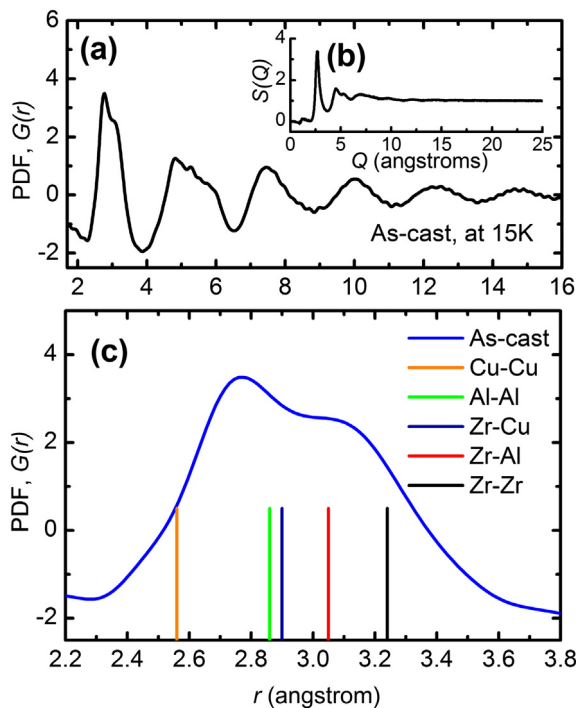 (a)
(b)
6
4
2
0
-2
PDF, G(r)
4
2
0
S(Q)
0 5 10 15 20 25
Q (angstroms)
As-cast, at 15K
2 4 6 8 10 12 14 16
(c)
4
2
0
-2
PDF, G(r)
As-cast
Cu-Cu
Al-Al
Zr-Cu
Zr-Al
Zr-Zr
2.2 2.4 2.6 2.8 3.0 3.2 3.4 3.6 3.8
r (angstrom)